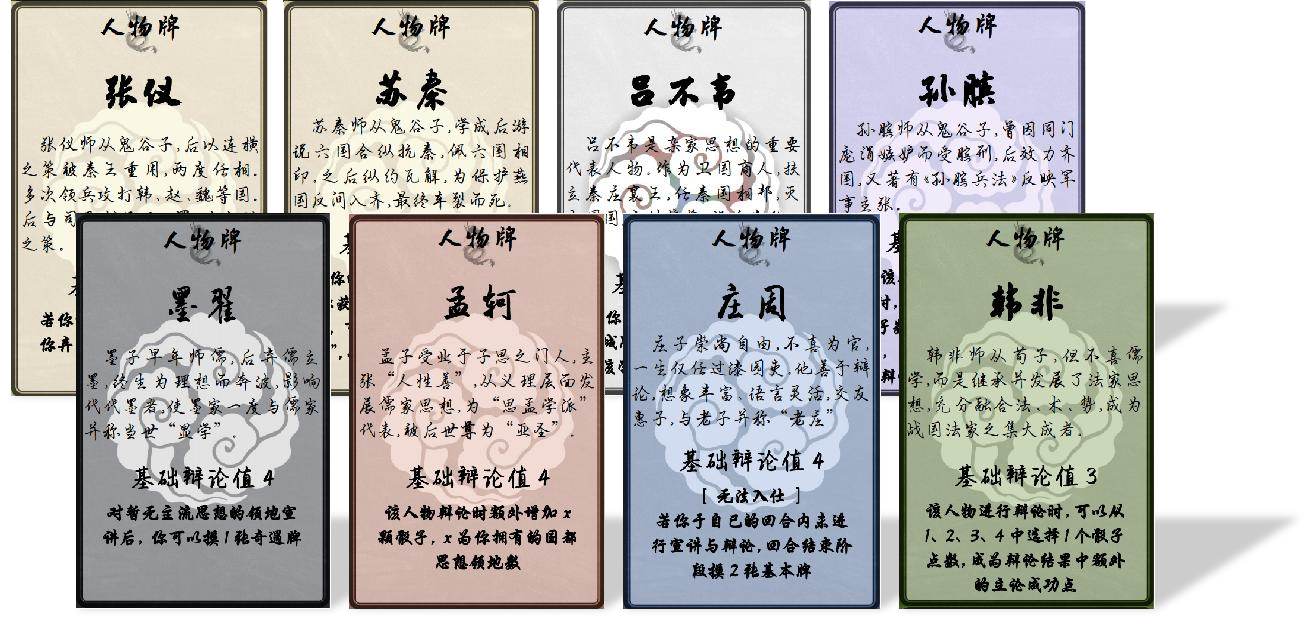 人物牌
张仪
张仪师从鬼谷子,后以连横
之策被秦王重用,两度任相.
多次领兵攻打韩、赵、魏等国.
后与司
之策.
若你
你弃
人物牌
苏秦
苏秦师从鬼谷子,学成后游
说六国合纵抗秦,佩六国相
印,之后纵约瓦解,为保护燕
国反间入齐,最终车裂而死.
人物牌
吕不韦
吕不韦是杂家思想的重要
代表人物.作为卫国商人,扶
立秦庄襄王,任秦国相邦,灭
人物牌
孙膑
孙膑师从鬼谷子,曾因同门
庞涓嫉妒而受膑刑,后效力齐
国,又著有《孙膑兵法》反映军
事主张.
人物牌
墨翟
墨子早年师儒,后弃儒立
墨,终生为理想而奔波,影响
代代墨者,使墨家一度与儒家
并称当世“显学”.
基础辩论值 4
对暂无主流思想的领地宣
讲后,你可以摸1张奇遇牌
人物牌
孟轲
孟子受业于子思之门人,主
张“人性善”,从义理层面发
展儒家思想,为“思孟学派”
代表,被后世尊为“亚圣”.
基础辩论值 4
该人物辩论时额外增加 x
颗骰子,x 为你拥有的国都
思想领地数
人物牌
庄周
庄子崇尚自由,不喜为官,
一生仅任过漆园吏.他善于辩
论,想象丰富、语言灵活,交友
惠子,与老子并称“老庄”
基础辩论值 4
[ 无法入仕 ]
若你于自己的回合内未进
行宣讲与辩论,回合结束阶
段摸 2 张基本牌
人物牌
韩非
韩非师从荀子,但不喜儒
学,而是继承并发展了法家思
想,充分融合法、术、势,成为
战国法家之集大成者.
基础辩论值 3
该人物进行辩论时,可以从
1、2、3、4 中选择1个骰子
点数,成为辩论结果中额外
的立论成功点